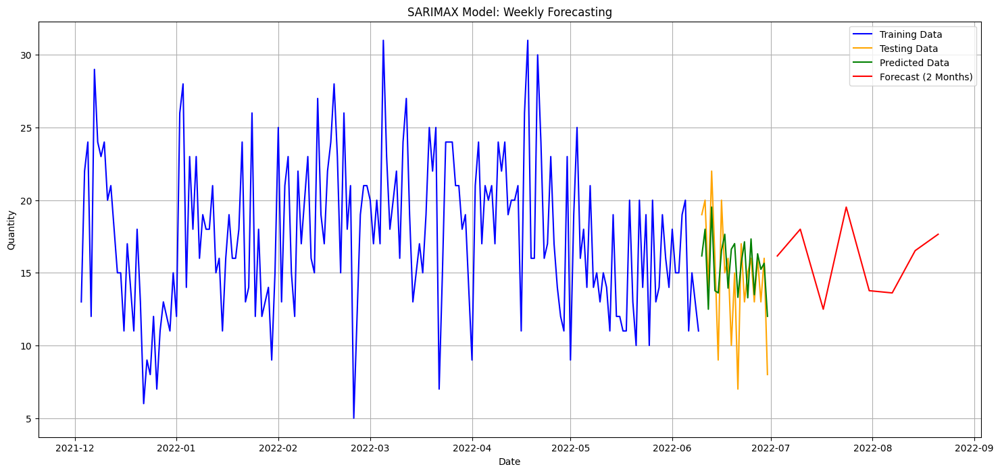 SARIMAX Model: Weekly Forecasting
Training Data
Testing Data
Predicted Data
Forecast (2 Months)
30
25
20
15
10
5
Quantity
2021-12
2022-01
2022-02
2022-03
2022-04
2022-05
2022-06
2022-07
2022-08
2022-09
Date